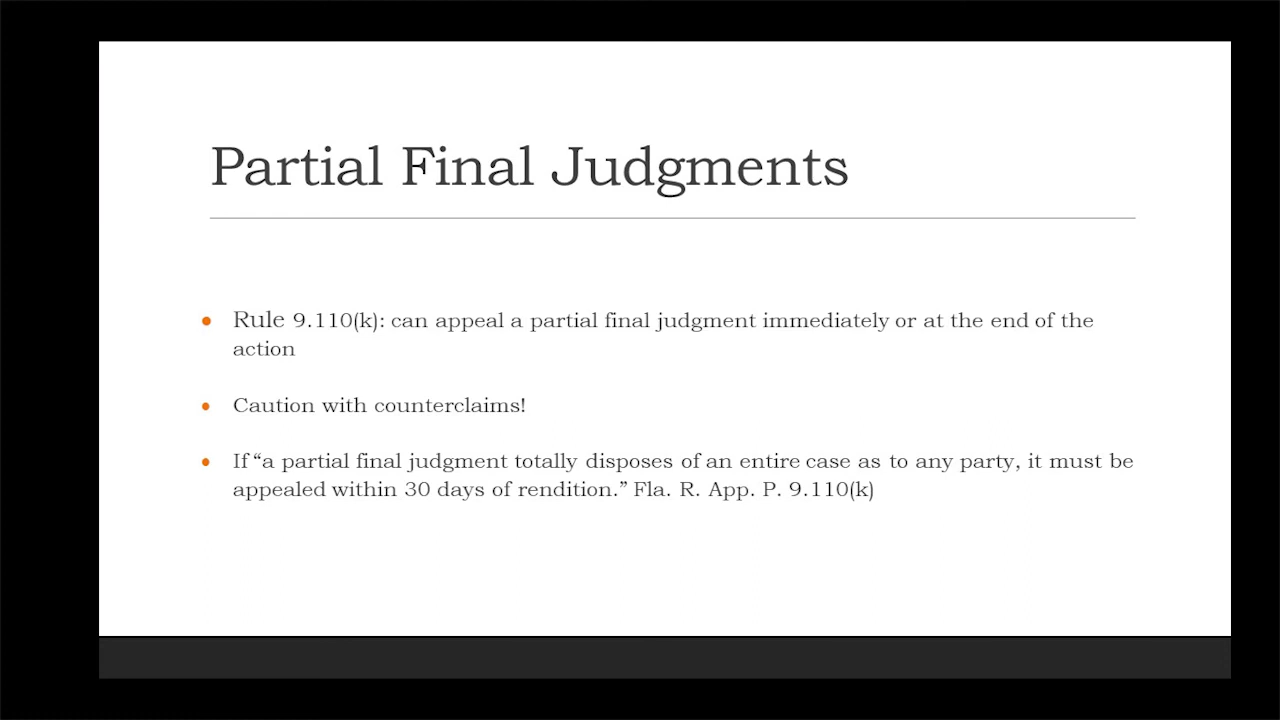 Partial Final Judgments
• Rule 9.110(k): can appeal a partial final judgment immediately or at the end of the
action
• Caution with counterclaims!
• If “a partial final judgment totally disposes of an entire case as to any party, it must be
appealed within 30 days of rendition.” Fla. R. App. P. 9.110(k)